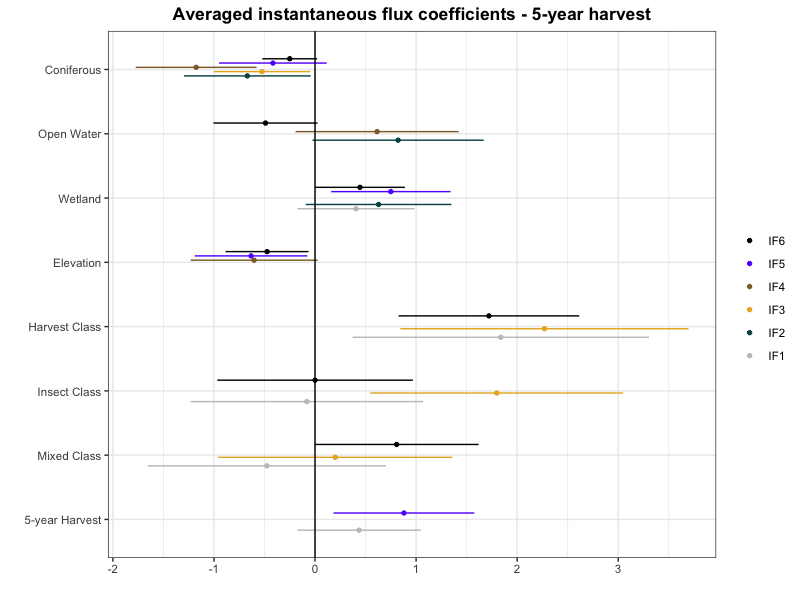 Averaged instantaneous flux coefficients - 5-year harvest
Coniferous
Open Water
Wetland
Elevation
Harvest Class
Insect Class
Mixed Class
5-year Harvest
-2 -1 0 1 2 3
IF6
IF5
IF4
IF3
IF2
IF1